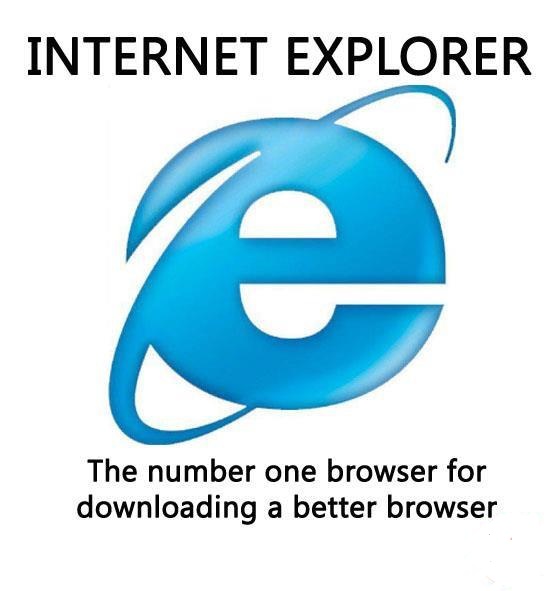 INTERNET EXPLORER
The number one browser for
downloading a better browser